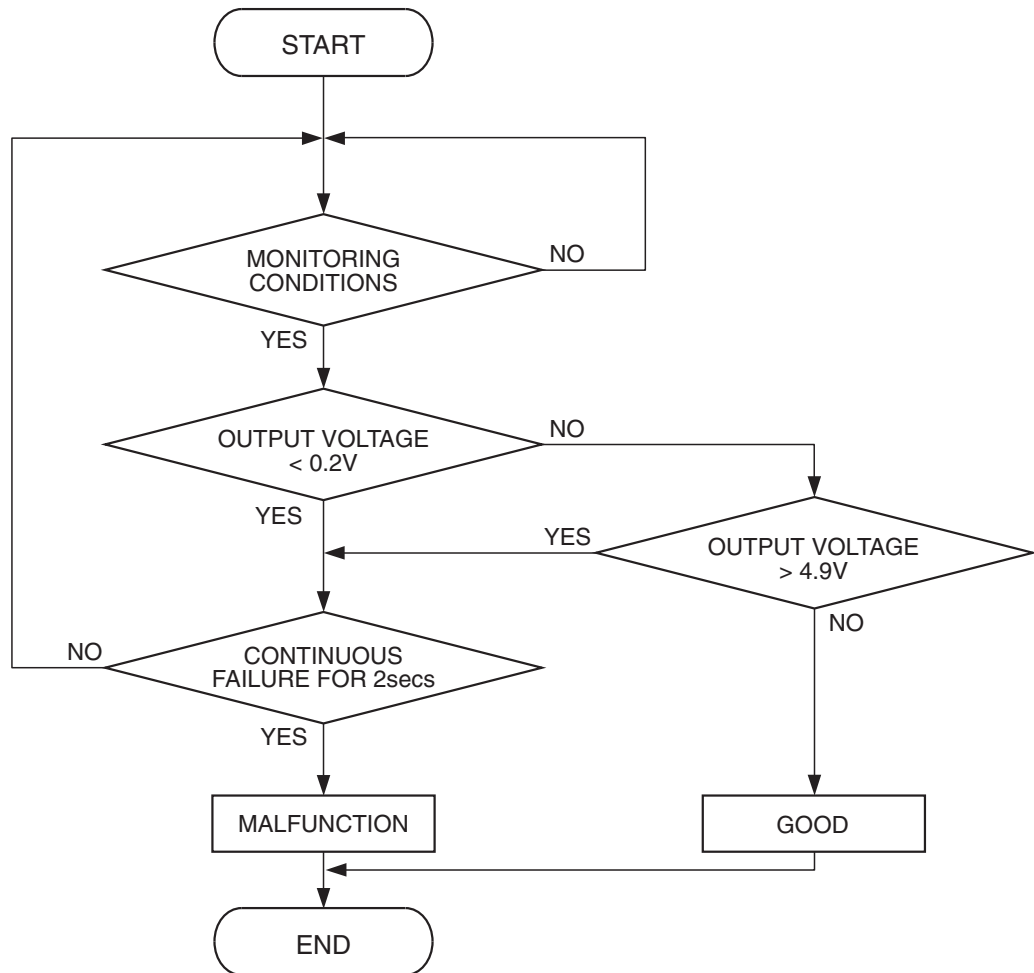 START
MONITORING
CONDITIONS
NO
YES
OUTPUT VOLTAGE
< 0.2V
NO
YES
OUTPUT VOLTAGE
> 4.9V
YES
NO
CONTINUOUS
FAILURE FOR 2secs
NO
YES
MALFUNCTION
GOOD
END